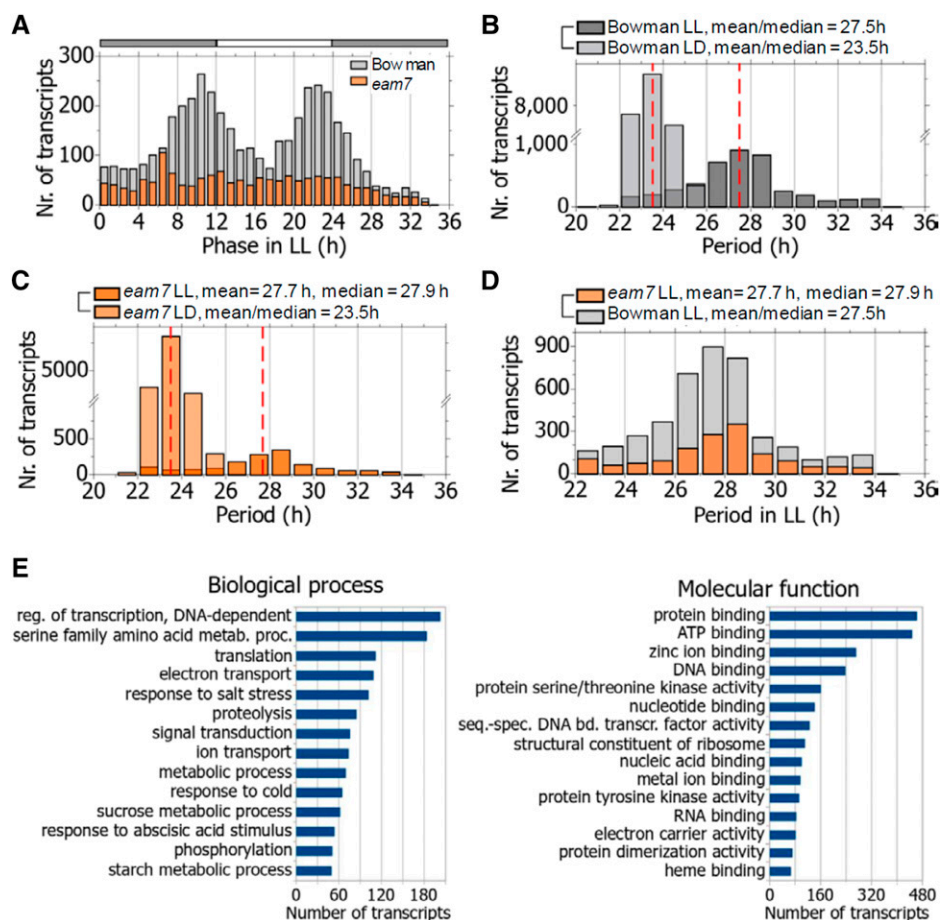 A
300
200
100
0
Nr. of transcripts
Bowman
eam7
0 4 8 12 16 20 24 28 32 36
Phase in LL (h)
B
Bowman LL, mean/median = 27.5h
Bowman LD, mean/median = 23.5h
8,000
1,000
0
Nr. of transcripts
20 22 24 26 28 30 32 34 36
Period (h)
C
eam7 LL, mean= 27.7 h, median = 27.9 h
eam7 LD, mean/median = 23.5h
5000
500
0
Nr. of transcripts
20 22 24 26 28 30 32 34 36
Period (h)
D
eam7 LL, mean= 27.7 h, median = 27.9 h
Bowman LL, mean/median = 27.5h
900
600
300
0
Nr. of transcripts
22 24 26 28 30 32 34 36
Period in LL (h)
E
Biological process
reg. of transcription, DNA-dependent
serine family amino acid metab. proc.
translation
electron transport
response to salt stress
proteolysis
signal transduction
ion transport
metabolic process
response to cold
sucrose metabolic process
response to abscisic acid stimulus
phosphorylation
starch metabolic process
0 60 120 180
Number of transcripts
Molecular function
protein binding
ATP binding
zinc ion binding
DNA binding
protein serine/threonine kinase activity
nucleotide binding
seq.-spec. DNA bd. transcr. factor activity
structural constituent of ribosome
nucleic acid binding
metal ion binding
protein tyrosine kinase activity
RNA binding
electron carrier activity
protein dimerization activity
heme binding
0 160 320 480
Number of transcripts